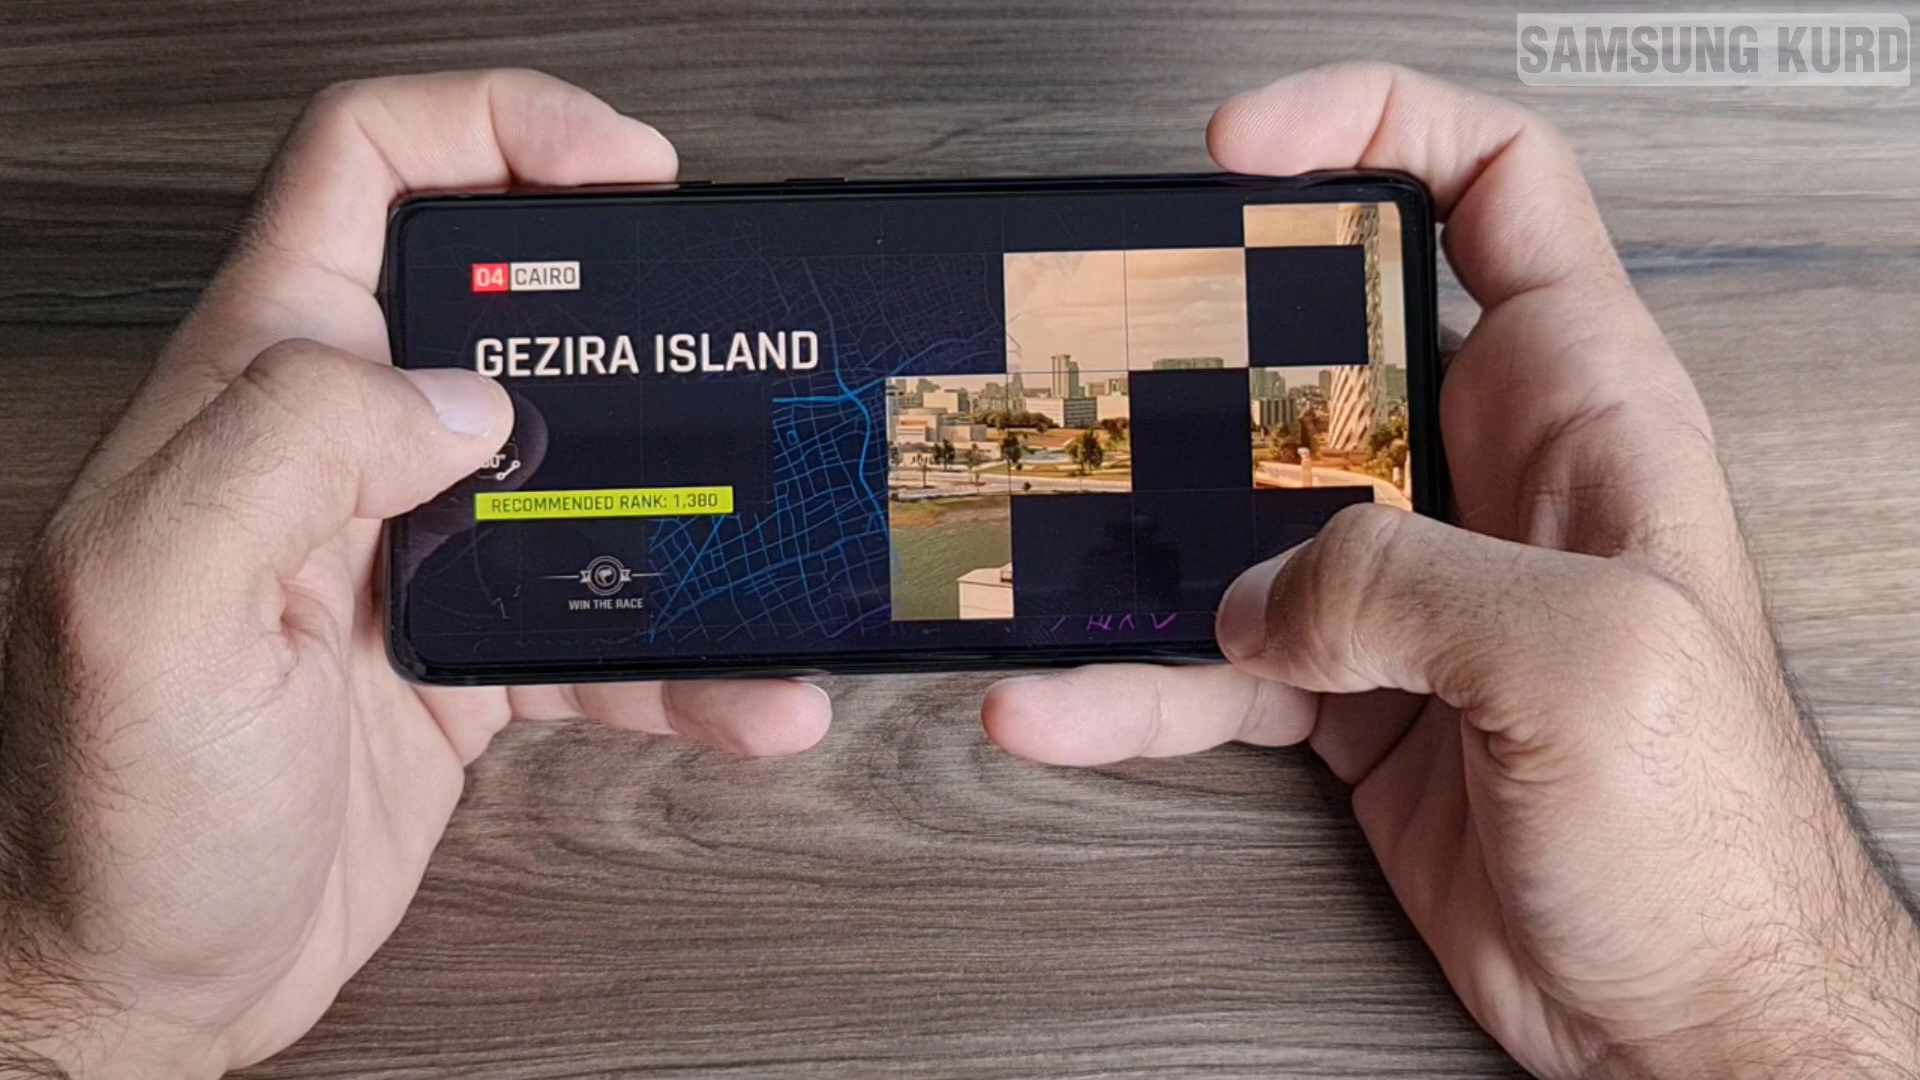 SAMSUNG KURD
04 CAIRO
GEZIRA ISLAND
RECOMMENDED RANK: 1,380
WIN THE RACE